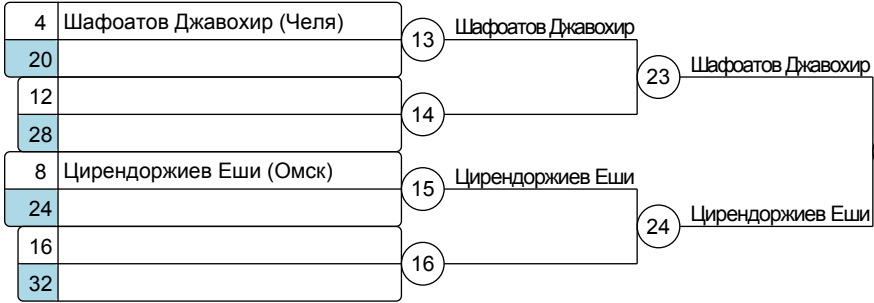 4 Шафоатов Джавохир (Челя)
20
13 Шафоатов Джавохир
12
28
14
23 Шафоатов Джавохир
8 Цирендоржиев Еши (Омск)
24
15 Цирендоржиев Еши
16
32
16
24 Цирендоржиев Еши